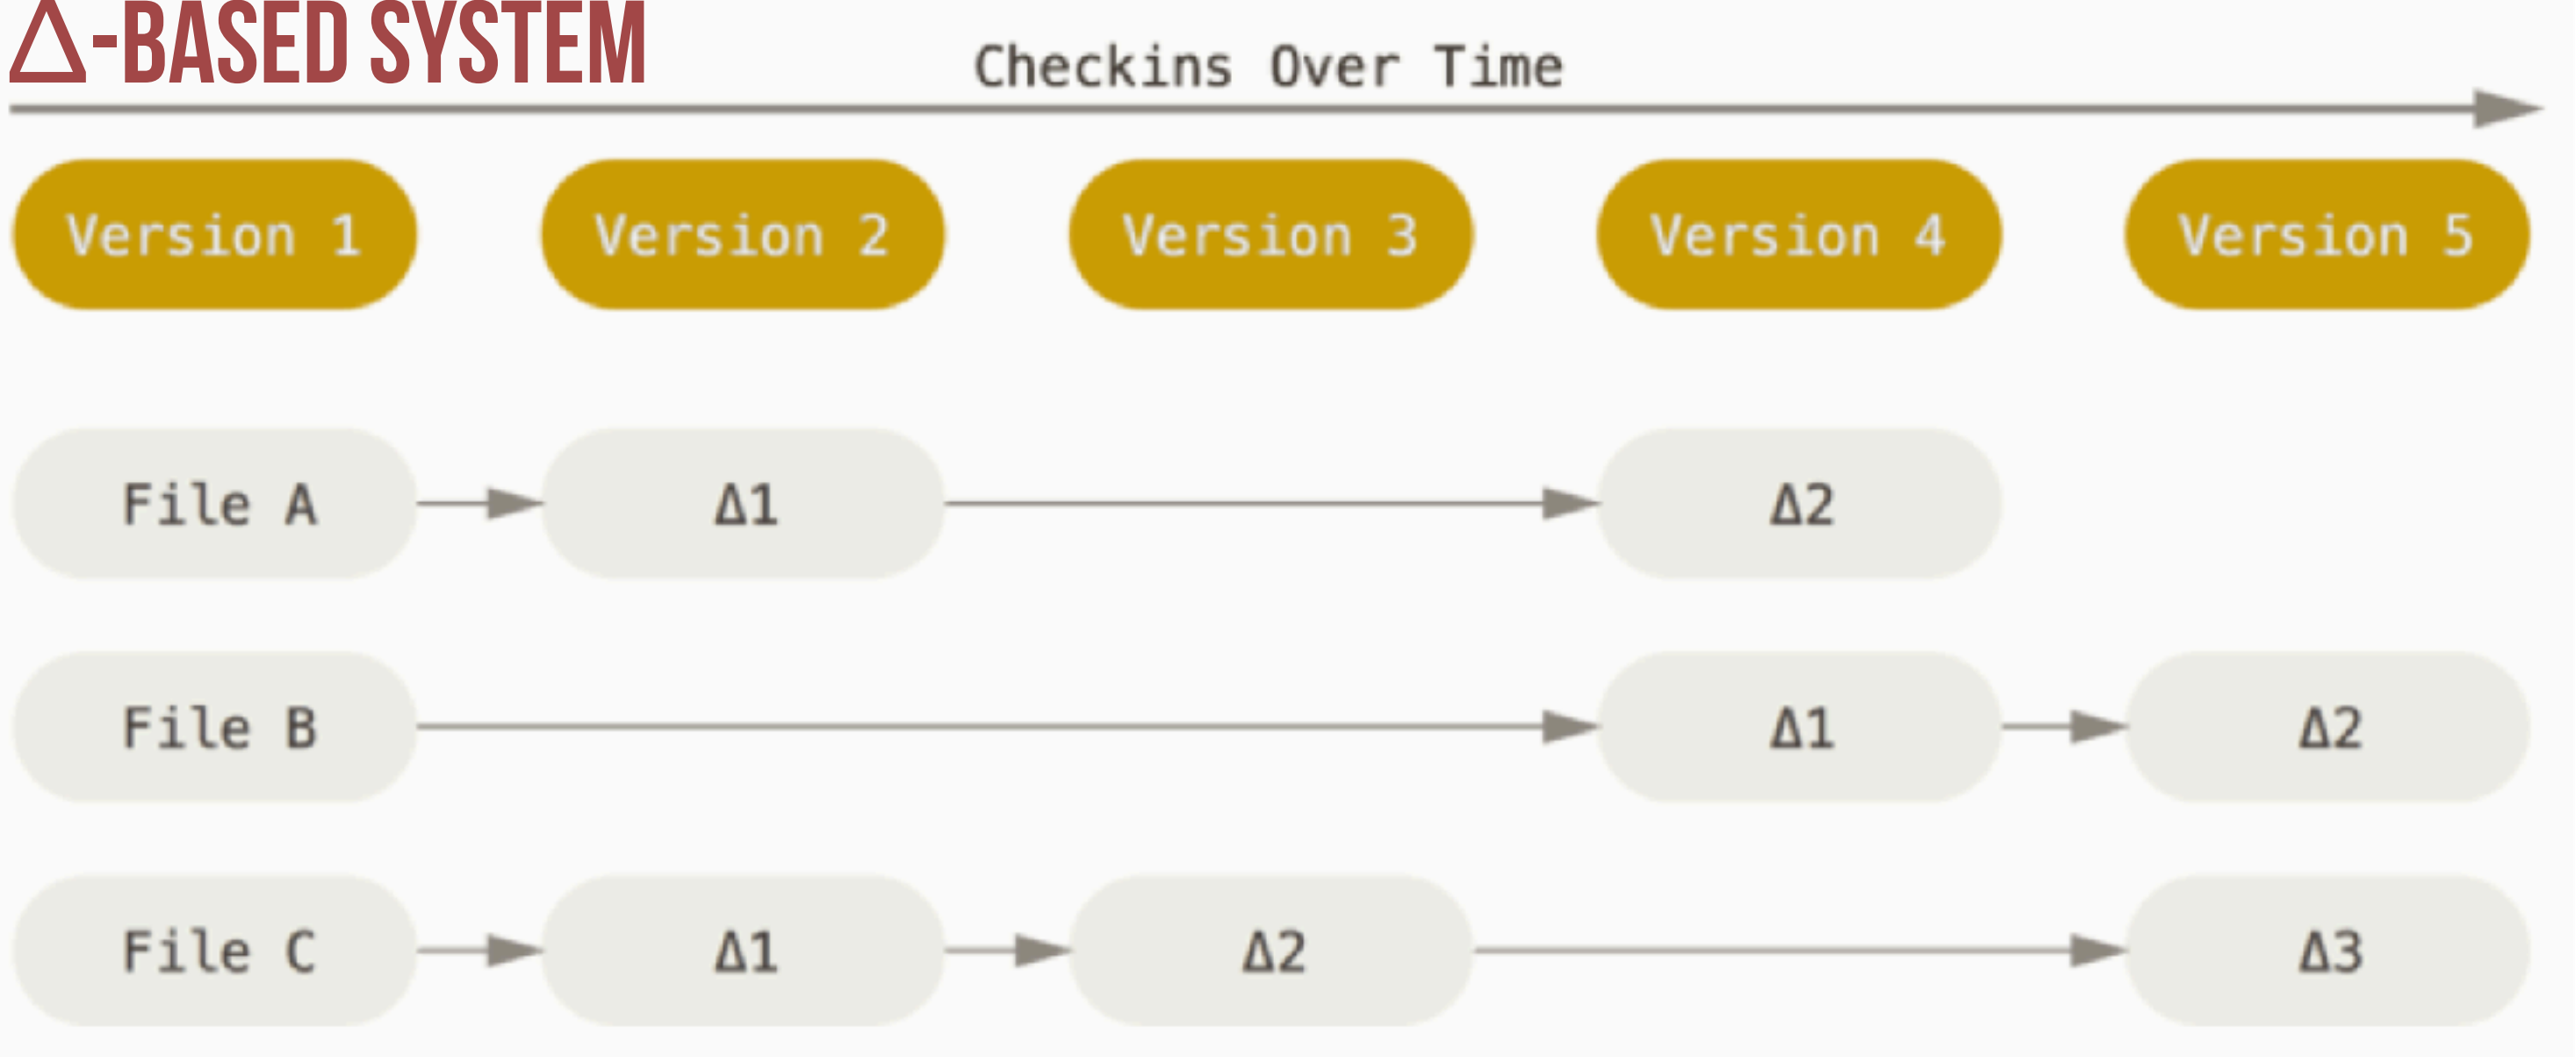 Δ-BASED SYSTEM
Checkins Over Time
Version 1 Version 2 Version 3 Version 4 Version 5
File A Δ1 Δ2
File B Δ1 Δ2
File C Δ1 Δ2 Δ3